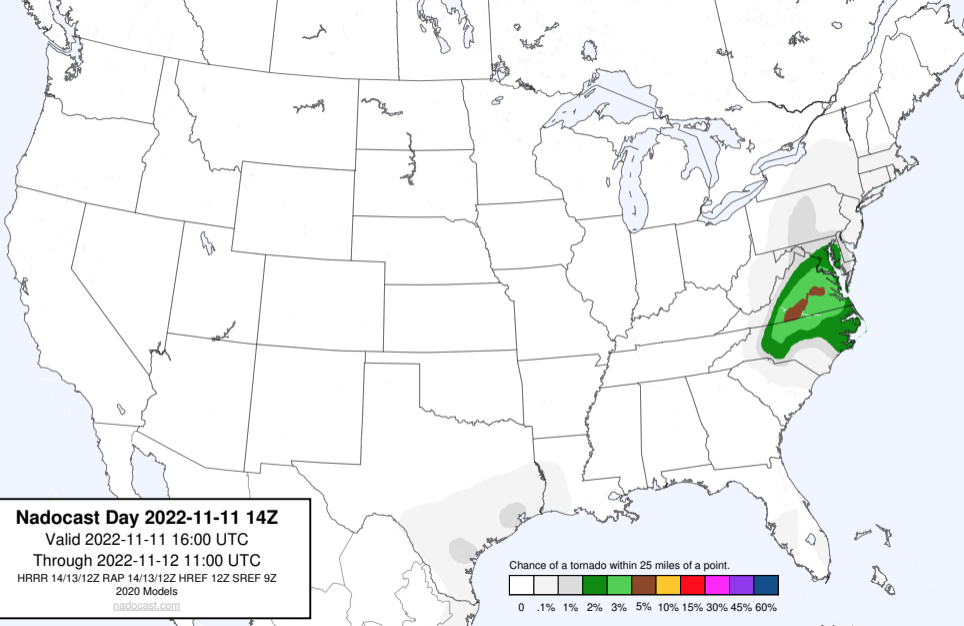 Nadocast Day 2022-11-11 14Z
Valid 2022-11-11 16:00 UTC
Through 2022-11-12 11:00 UTC
HRRR 14/13/12Z RAP 14/13/12Z HREF 12Z SREF 9Z
2020 Models
nadocast.com
Chance of a tornado within 25 miles of a point.
0 .1% 1% 2% 3% 5% 10% 15% 30% 45% 60%